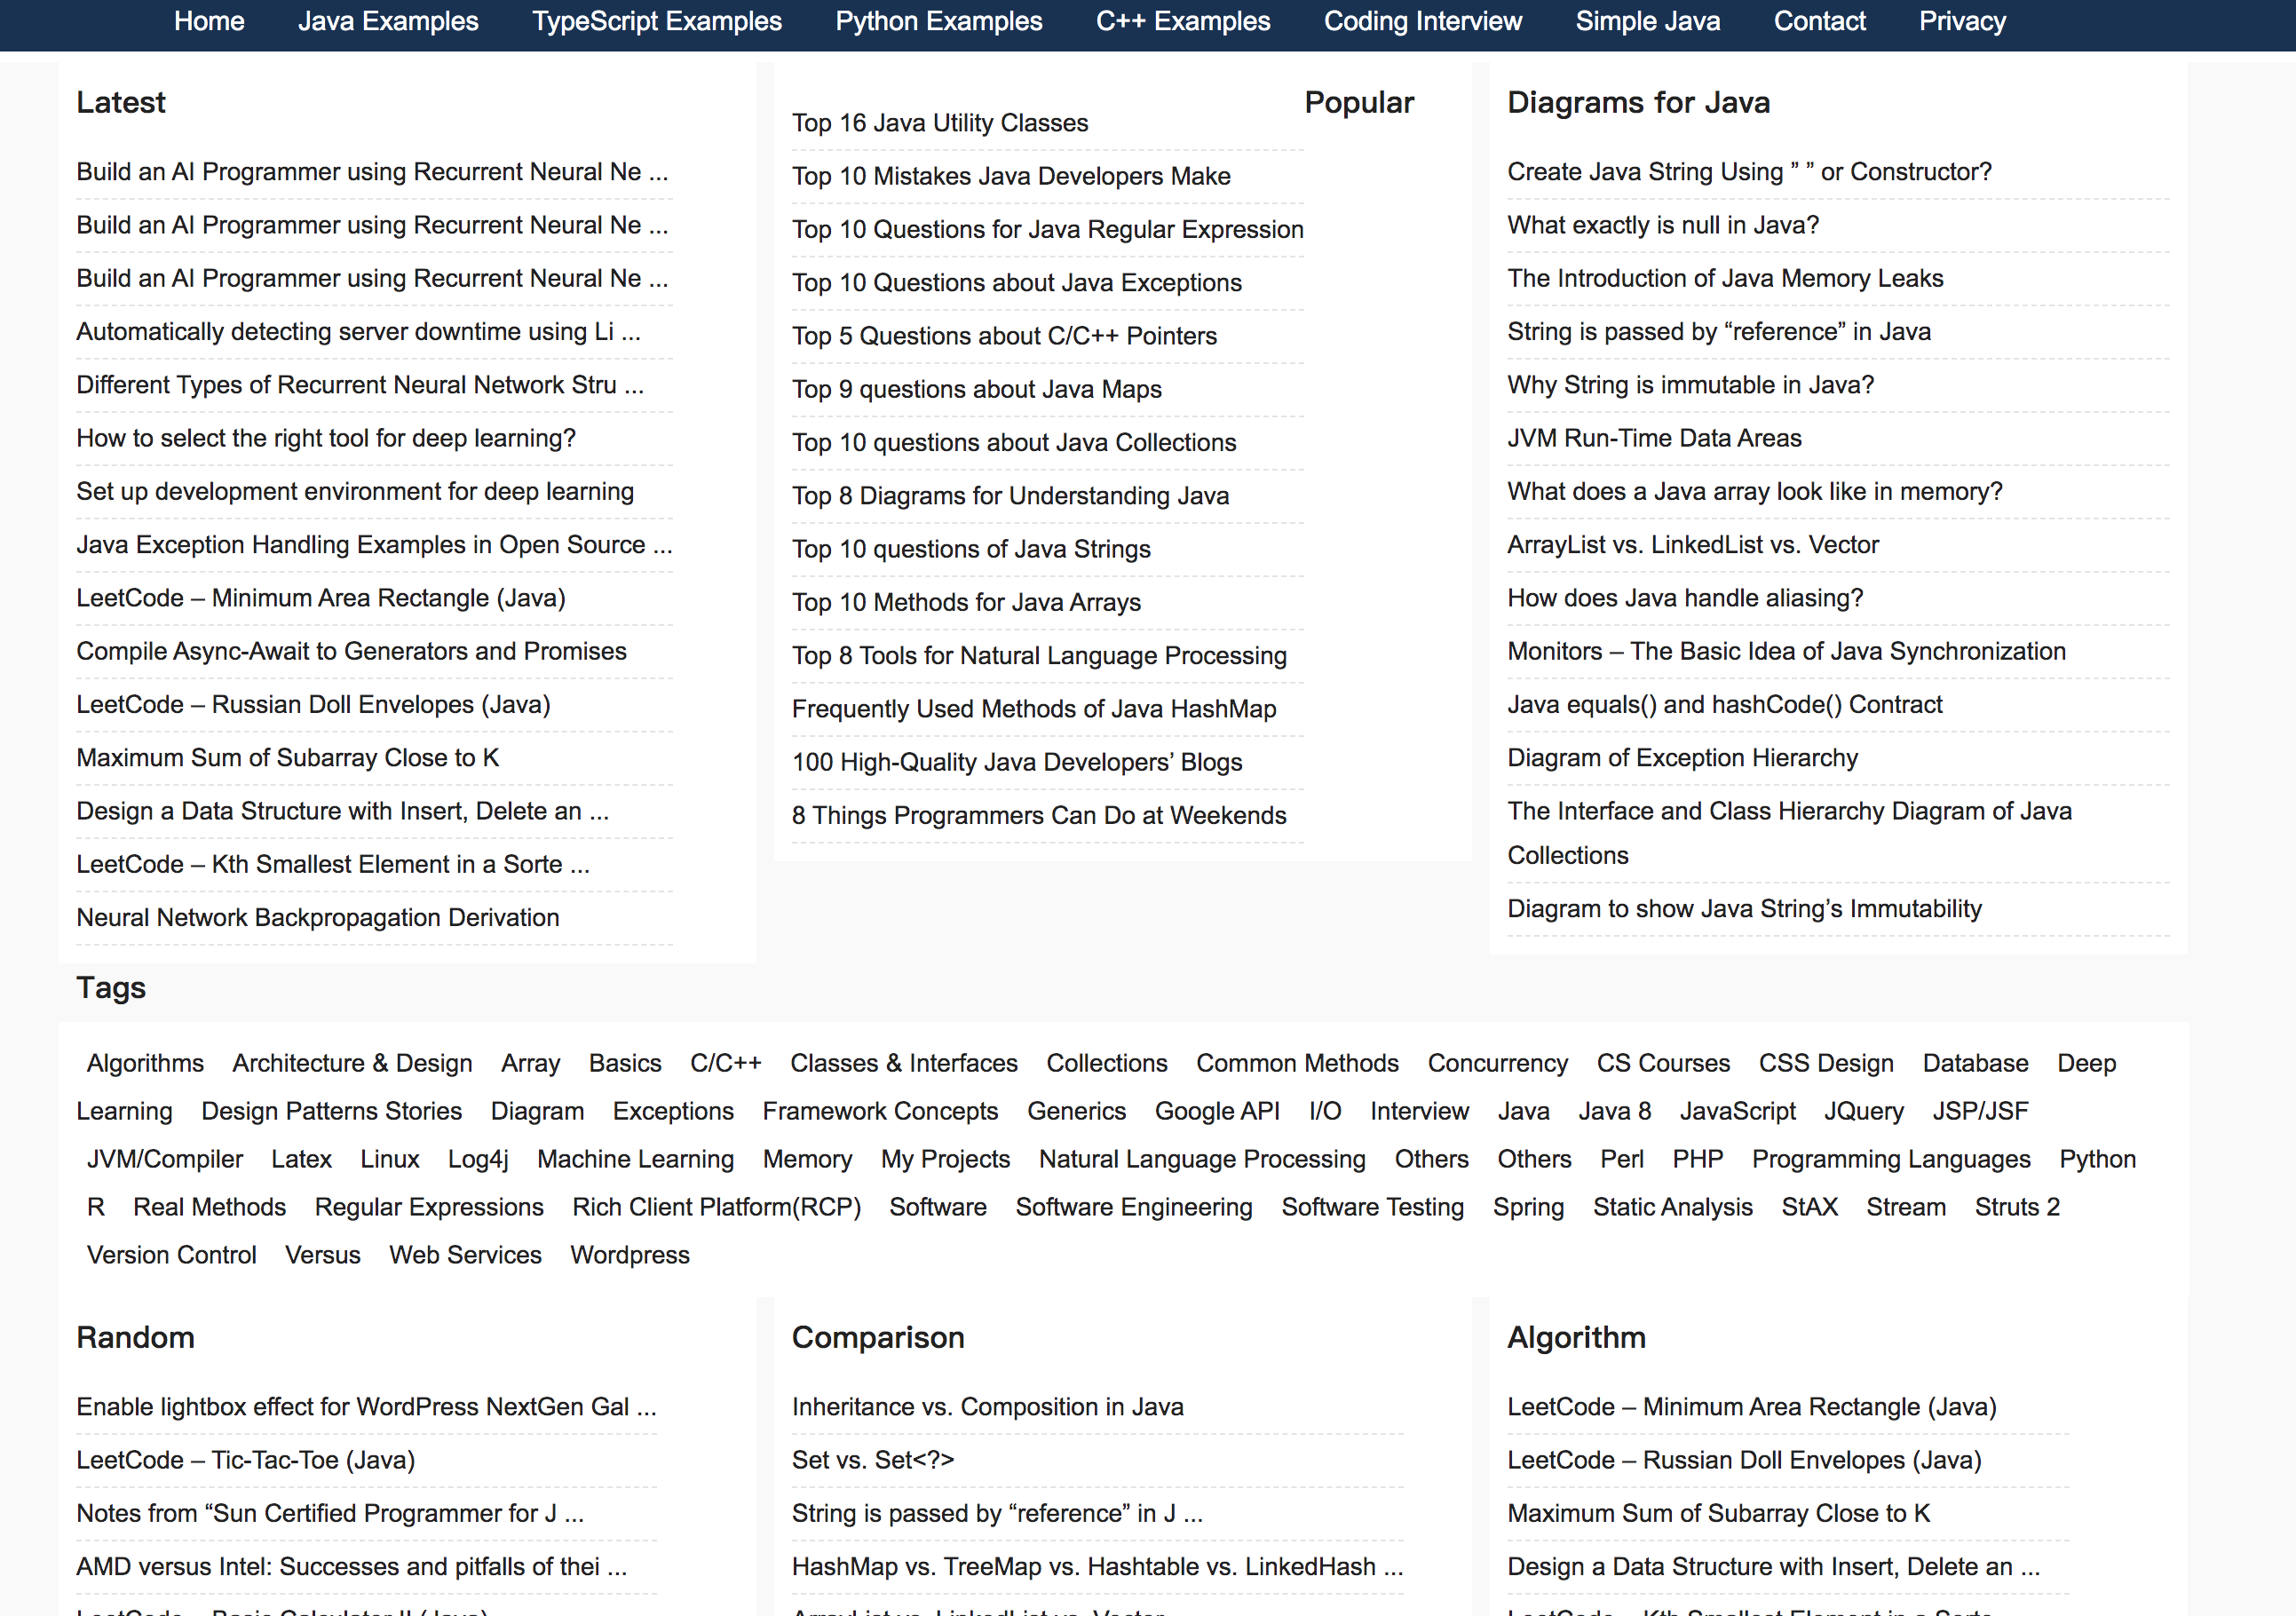 Home Java Examples TypeScript Examples Python Examples C++ Examples Coding Interview Simple Java Contact Privacy
Latest
Build an AI Programmer using Recurrent Neural Ne ...
Build an AI Programmer using Recurrent Neural Ne ...
Build an AI Programmer using Recurrent Neural Ne ...
Automatically detecting server downtime using Li ...
Different Types of Recurrent Neural Network Stru ...
How to select the right tool for deep learning?
Set up development environment for deep learning
Java Exception Handling Examples in Open Source ...
LeetCode – Minimum Area Rectangle (Java)
Compile Async-Await to Generators and Promises
LeetCode – Russian Doll Envelopes (Java)
Maximum Sum of Subarray Close to K
Design a Data Structure with Insert, Delete an ...
LeetCode – Kth Smallest Element in a Sorte ...
Neural Network Backpropagation Derivation
Popular
Top 16 Java Utility Classes
Top 10 Mistakes Java Developers Make
Top 10 Questions for Java Regular Expression
Top 10 Questions about Java Exceptions
Top 5 Questions about C/C++ Pointers
Top 9 questions about Java Maps
Top 10 questions about Java Collections
Top 8 Diagrams for Understanding Java
Top 10 questions of Java Strings
Top 10 Methods for Java Arrays
Top 8 Tools for Natural Language Processing
Frequently Used Methods of Java HashMap
100 High-Quality Java Developers’ Blogs
8 Things Programmers Can Do at Weekends
Diagrams for Java
Create Java String Using ” ” or Constructor?
What exactly is null in Java?
The Introduction of Java Memory Leaks
String is passed by “reference” in Java
Why String is immutable in Java?
JVM Run-Time Data Areas
What does a Java array look like in memory?
ArrayList vs. LinkedList vs. Vector
How does Java handle aliasing?
Monitors – The Basic Idea of Java Synchronization
Java equals() and hashCode() Contract
Diagram of Exception Hierarchy
The Interface and Class Hierarchy Diagram of Java
Collections
Diagram to show Java String’s Immutability
Tags
Algorithms Architecture & Design Array Basics C/C++ Classes & Interfaces Collections Common Methods Concurrency CS Courses CSS Design Database Deep
Learning Design Patterns Stories Diagram Exceptions Framework Concepts Generics Google API I/O Interview Java Java 8 JavaScript JQuery JSP/JSF
JVM/Compiler Latex Linux Log4j Machine Learning Memory My Projects Natural Language Processing Others Others Perl PHP Programming Languages Python
R Real Methods Regular Expressions Rich Client Platform(RCP) Software Software Engineering Software Testing Spring Static Analysis StAX Stream Struts 2
Version Control Versus Web Services Wordpress
Random
Enable lightbox effect for WordPress NextGen Gal ...
LeetCode – Tic-Tac-Toe (Java)
Notes from “Sun Certified Programmer for J ...
AMD versus Intel: Successes and pitfalls of thei ...
LeetCode – Basic Calculator II (Java)
Comparison
Inheritance vs. Composition in Java
Set vs. Set<?>
String is passed by “reference” in J ...
HashMap vs. TreeMap vs. Hashtable vs. LinkedHash ...
ArrayList vs. LinkedList vs. Vector
Algorithm
LeetCode – Minimum Area Rectangle (Java)
LeetCode – Russian Doll Envelopes (Java)
Maximum Sum of Subarray Close to K
Design a Data Structure with Insert, Delete an ...
LeetCode – Kth Smallest Element in a Sorte ...